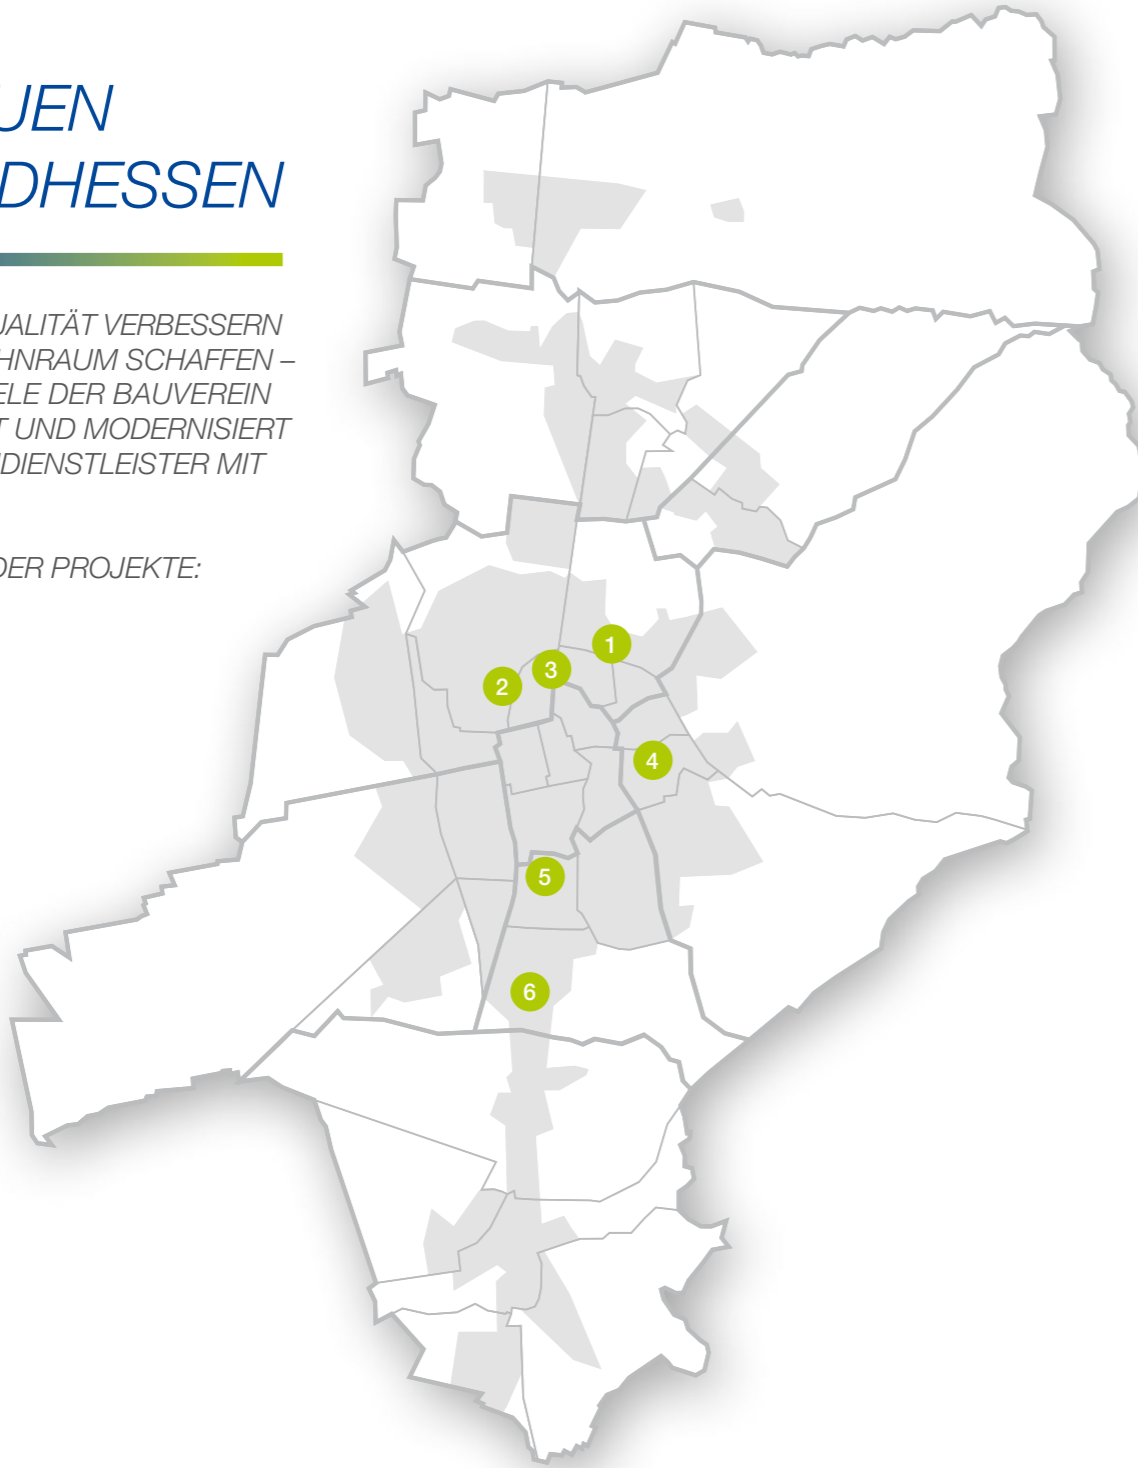 UEN
DHESSEN
UALITÄT VERBESSERN
HNRAUM SCHAFFEN –
ELE DER BAUVEREIN
T UND MODERNISIERT
IDIENSTLEISTER MIT
DER PROJEKTE:
1
3
2
4
5
6